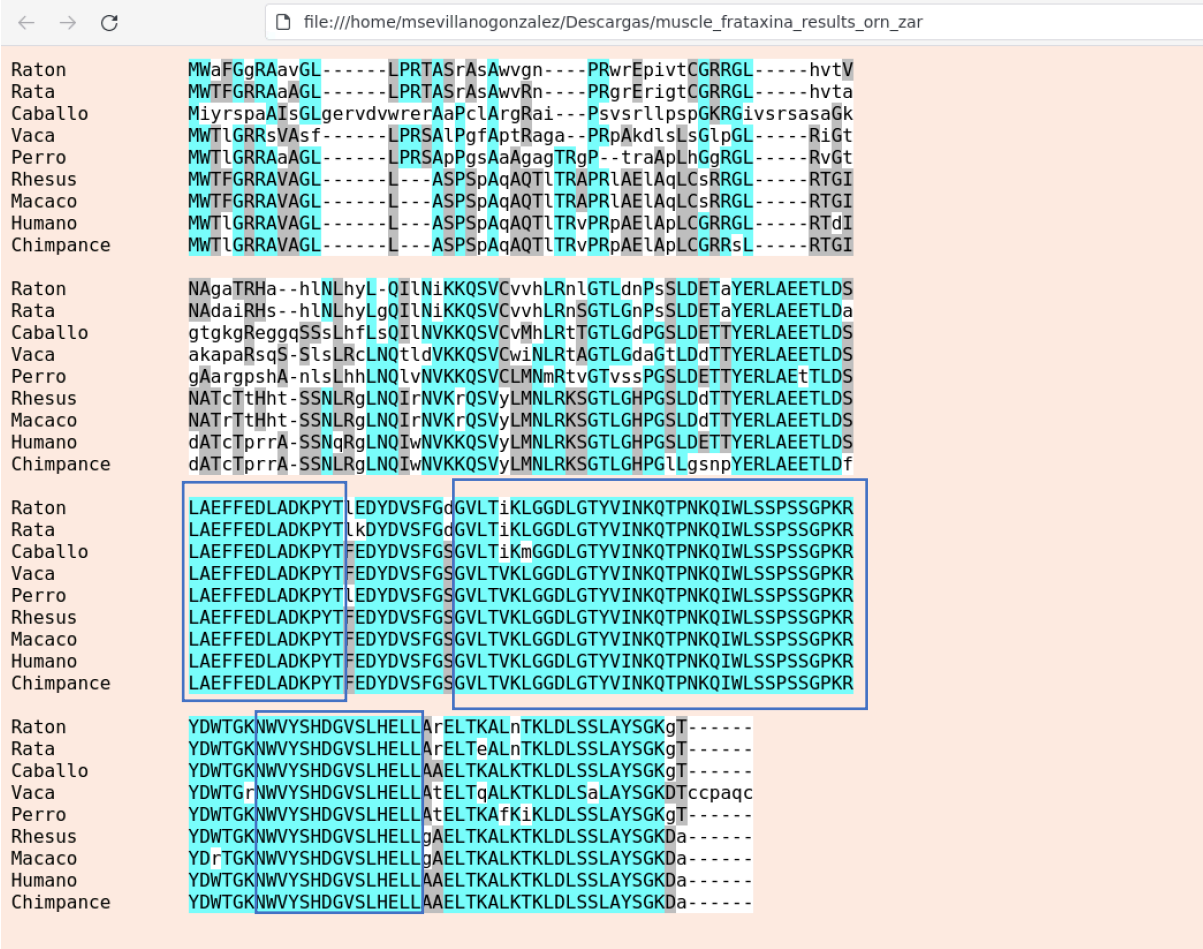 file:///home/msevillanogonzalez/Descargas/muscle_frataxina_results_orn_zar
Raton MWaFGgRAavGL------LPRTASrAsAwvgn----PRwrEpivtCGRRGL-----hvtV
Rata MWTFGRRAaAGL------LPRTASrAsAwvRn----PRgrErigtCGRRGL-----hvta
Caballo MiyrspaAIsGLgervdvwrerAaPclArgRai---PsvsrllpspGKRGivsrsasaGk
Vaca MWTlGRRsVAsf------LPRSAlPgfAptRaga--PRpAkdlsLsGlpGL-----RiGt
Perro MWTlGRRAaAGL------LPRSApPgsAaAgagTRgP--traApLhGgRGL-----RvGt
Rhesus MWTFGRRAVAGL------L---ASPSpAqAQTlTRAPRlAElAqLCsRRGL-----RTGI
Macaco MWTFGRRAVAGL------L---ASPSpAqAQTlTRAPRlAElAqLCsRRGL-----RTGI
Humano MWTlGRRAVAGL------L---ASPSpAqAQTlTRvPRpAElApLCGRRGL-----RTdI
Chimpance MWTlGRRAVAGL------L---ASPSpAqAQTlTRvPRpAElApLCGRRsL-----RTGI
Raton NAgaTRHa--hlNLhyL-QIlNiKKQSVCvvhLRnlGTLdnPsSLDETaYERLAEETLDS
Rata NAdaiRHs--hlNLhyLgQIlNiKKQSVCvvhLRnSGTLGnPsSLDETaYERLAEETLDa
Caballo gtgkgReggqSSsLhfLsQIlNVKKQSVCvMhLRtTGTLGdPGSLDETTYERLAEETLDS
Vaca akapaRsqS-SlsLRcLNQtldVKKQSVCwiNLRtAGTLGdaGtLDdTTYERLAEETLDS
Perro gAargpshA-nlsLhhLNQlvNVKKQSVCLMNmRtvGTvssPGSLDETTYERLAEtTLDS
Rhesus NATcTtHht-SSNLRgLNQIrNVKrQSVyLMNLRKSGTLGHPGSLDdTTYERLAEETLDS
Macaco NATrTtHht-SSNLRgLNQIrNVKrQSVyLMNLRKSGTLGHPGSLDdTTYERLAEETLDS
Humano dATcTprrA-SSNqRgLNQIwNVKKQSVyLMNLRKSGTLGHPGSLDETTYERLAEETLDS
Chimpance dATcTprrA-SSNLRgLNQIwNVKKQSVyLMNLRKSGTLGHPGlLgsnpYERLAEETLDf
Raton LAEFFEDLADKPYTlEDYDVSFGdGVLTiKLGGDLGTYVINKQTPNKQIWLSSPSSGPKR
Rata LAEFFEDLADKPYTlkDYDVSFGdGVLTiKLGGDLGTYVINKQTPNKQIWLSSPSSGPKR
Caballo LAEFFEDLADKPYTFEDYDVSFGSGVLTiKmGGDLGTYVINKQTPNKQIWLSSPSSGPKR
Vaca LAEFFEDLADKPYTFEDYDVSFGSGVLTVKLGGDLGTYVINKQTPNKQIWLSSPSSGPKR
Perro LAEFFEDLADKPYTlEDYDVSFGSGVLTVKLGGDLGTYVINKQTPNKQIWLSSPSSGPKR
Rhesus LAEFFEDLADKPYTFEDYDVSFGSGVLTVKLGGDLGTYVINKQTPNKQIWLSSPSSGPKR
Macaco LAEFFEDLADKPYTFEDYDVSFGSGVLTVKLGGDLGTYVINKQTPNKQIWLSSPSSGPKR
Humano LAEFFEDLADKPYTFEDYDVSFGSGVLTVKLGGDLGTYVINKQTPNKQIWLSSPSSGPKR
Chimpance LAEFFEDLADKPYTFEDYDVSFGSGVLTVKLGGDLGTYVINKQTPNKQIWLSSPSSGPKR
Raton YDWTGKNWVYSHDGVSLHELLArELTKALnTKLDLSSLAYSGKgT------
Rata YDWTGKNWVYSHDGVSLHELLArELTeALnTKLDLSSLAYSGKgT------
Caballo YDWTGKNWVYSHDGVSLHELLAAELTKALKTKLDLSSLAYSGKgT------
Vaca YDWTGrNWVYSHDGVSLHELLAtELTqALKTKLDLSaLAYSGKDTccpaqc
Perro YDWTGKNWVYSHDGVSLHELLAtELTKAfKiKLDLSSLAYSGKgT------
Rhesus YDWTGKNWVYSHDGVSLHELLgAELTKALKTKLDLSSLAYSGKDa------
Macaco YDrTGKNWVYSHDGVSLHELLgAELTKALKTKLDLSSLAYSGKDa------
Humano YDWTGKNWVYSHDGVSLHELLAAELTKALKTKLDLSSLAYSGKDa------
Chimpance YDWTGKNWVYSHDGVSLHELLAAELTKALKTKLDLSSLAYSGKDa------